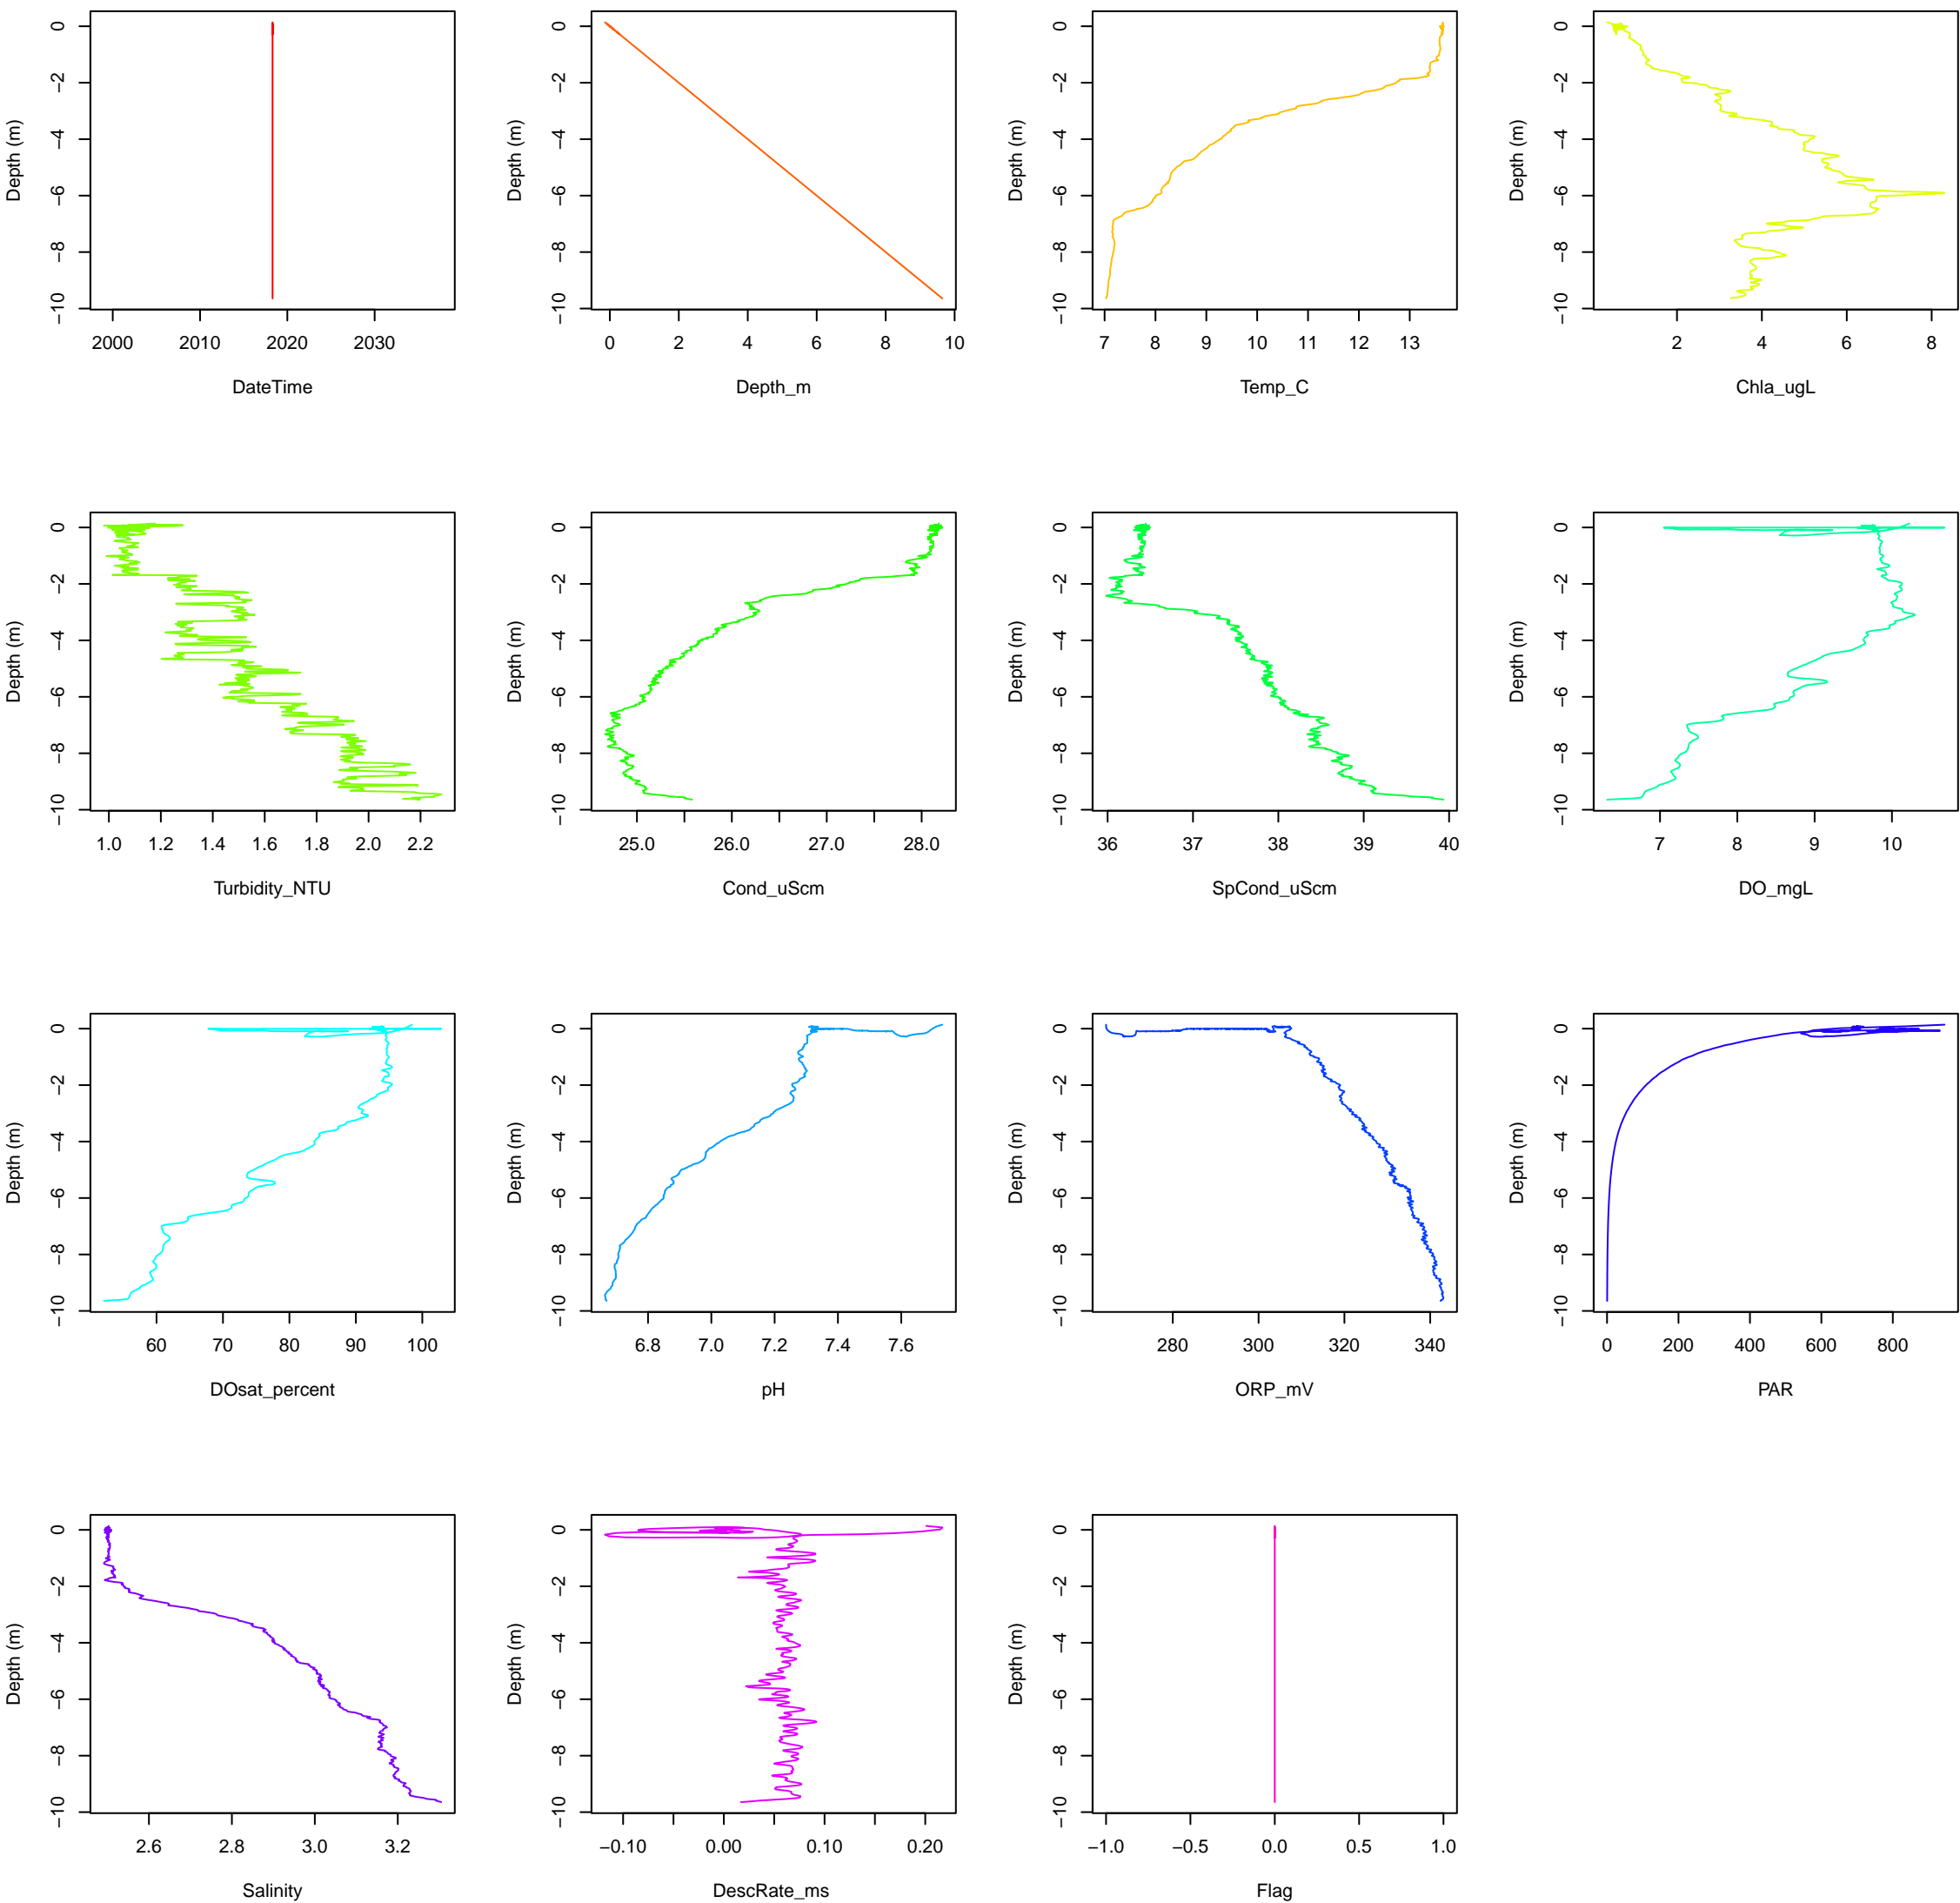 0 −2 −4 −6 −8 −10
Depth (m)
2000 2010 2020 2030
DateTime
0 −2 −4 −6 −8 −10
Depth (m)
0 2 4 6 8 10
Depth_m
0 −2 −4 −6 −8 −10
Depth (m)
7 8 9 10 11 12 13
Temp_C
0 −2 −4 −6 −8 −10
Depth (m)
2 4 6 8
Chla_ugL
0 −2 −4 −6 −8 −10
Depth (m)
1.0 1.2 1.4 1.6 1.8 2.0 2.2
Turbidity_NTU
0 −2 −4 −6 −8 −10
Depth (m)
25.0 26.0 27.0 28.0
Cond_uScm
0 −2 −4 −6 −8 −10
Depth (m)
36 37 38 39 40
SpCond_uScm
0 −2 −4 −6 −8 −10
Depth (m)
7 8 9 10
DO_mgL
0 −2 −4 −6 −8 −10
Depth (m)
60 70 80 90 100
DOsat_percent
0 −2 −4 −6 −8 −10
Depth (m)
6.8 7.0 7.2 7.4 7.6
pH
0 −2 −4 −6 −8 −10
Depth (m)
280 300 320 340
ORP_mV
0 −2 −4 −6 −8 −10
Depth (m)
0 200 400 600 800
PAR
0 −2 −4 −6 −8 −10
Depth (m)
2.6 2.8 3.0 3.2
Salinity
0 −2 −4 −6 −8 −10
Depth (m)
−0.10 0.00 0.10 0.20
DescRate_ms
0 −2 −4 −6 −8 −10
Depth (m)
−1.0 −0.5 0.0 0.5 1.0
Flag